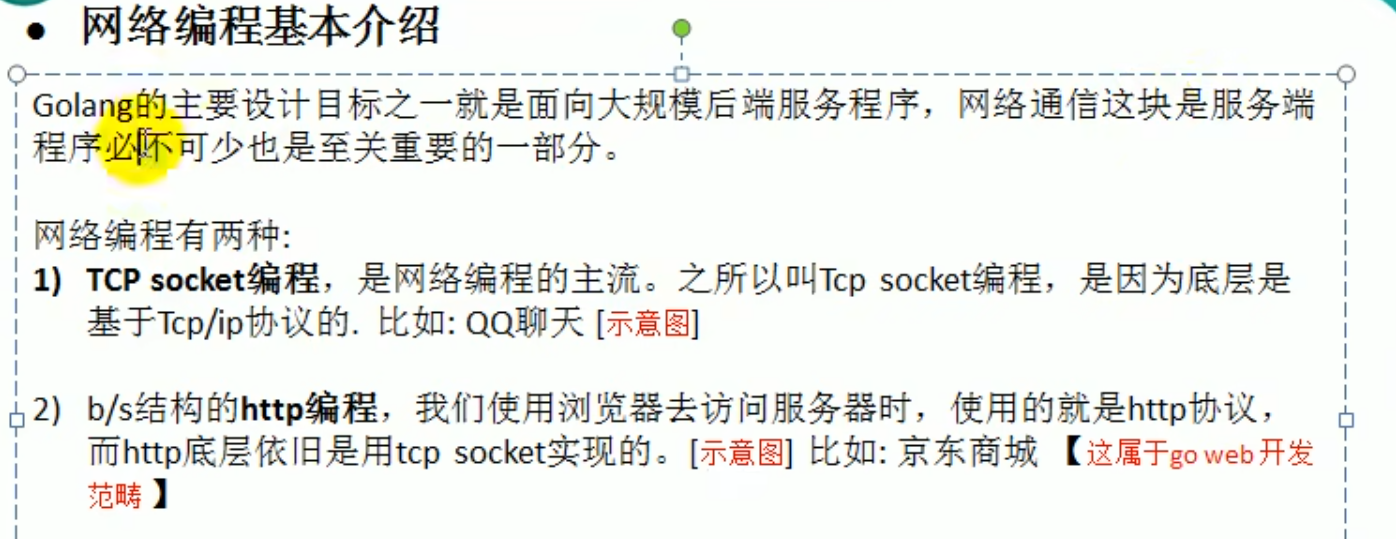 ● 网络编程基本介绍
Golang的主要设计目标之一就是面向大规模后端服务程序，网络通信这块是服务端
程序必不可少也是至关重要的一部分。
网络编程有两种:
1) TCP socket编程，是网络编程的主流。之所以叫Tcp socket编程，是因为底层是
基于Tcp/ip协议的. 比如: QQ聊天 [示意图]
2) b/s结构的http编程，我们使用浏览器去访问服务器时，使用的就是http协议，
而http底层依旧是用tcp socket实现的。[示意图] 比如: 京东商城 【这属于go web开发
范畴 】